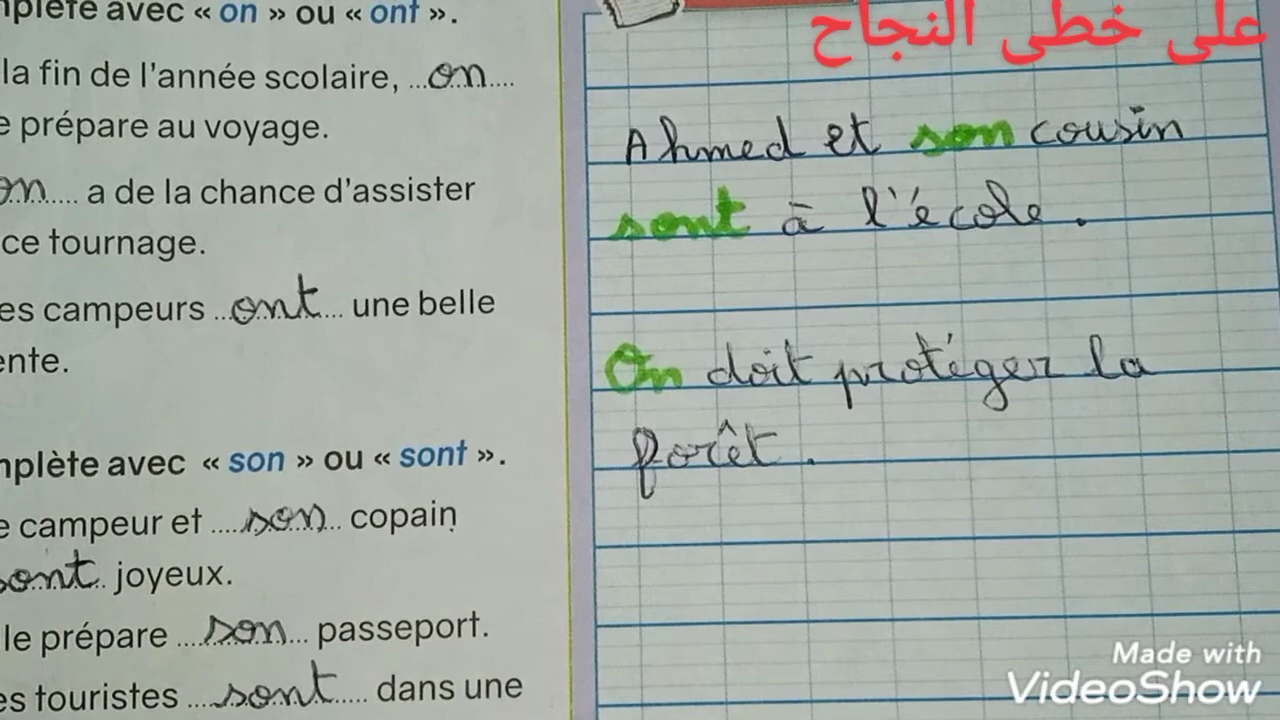 nplète avec « on » ou « ont ».
la fin de l'année scolaire, ...on....
e prépare au voyage.
on.... a de la chance d'assister
ce tournage.
es campeurs ..ont... une belle
ente.
nplète avec « son » ou « sont ».
e campeur et ....son.. copain
sont.. joyeux.
le prépare ...son... passeport.
es touristes ...sont.... dans une
على خطى النجاح
Ahmed et son cousin
sont à l'école.
On doit protéger la
forêt.
Made with
VideoShow